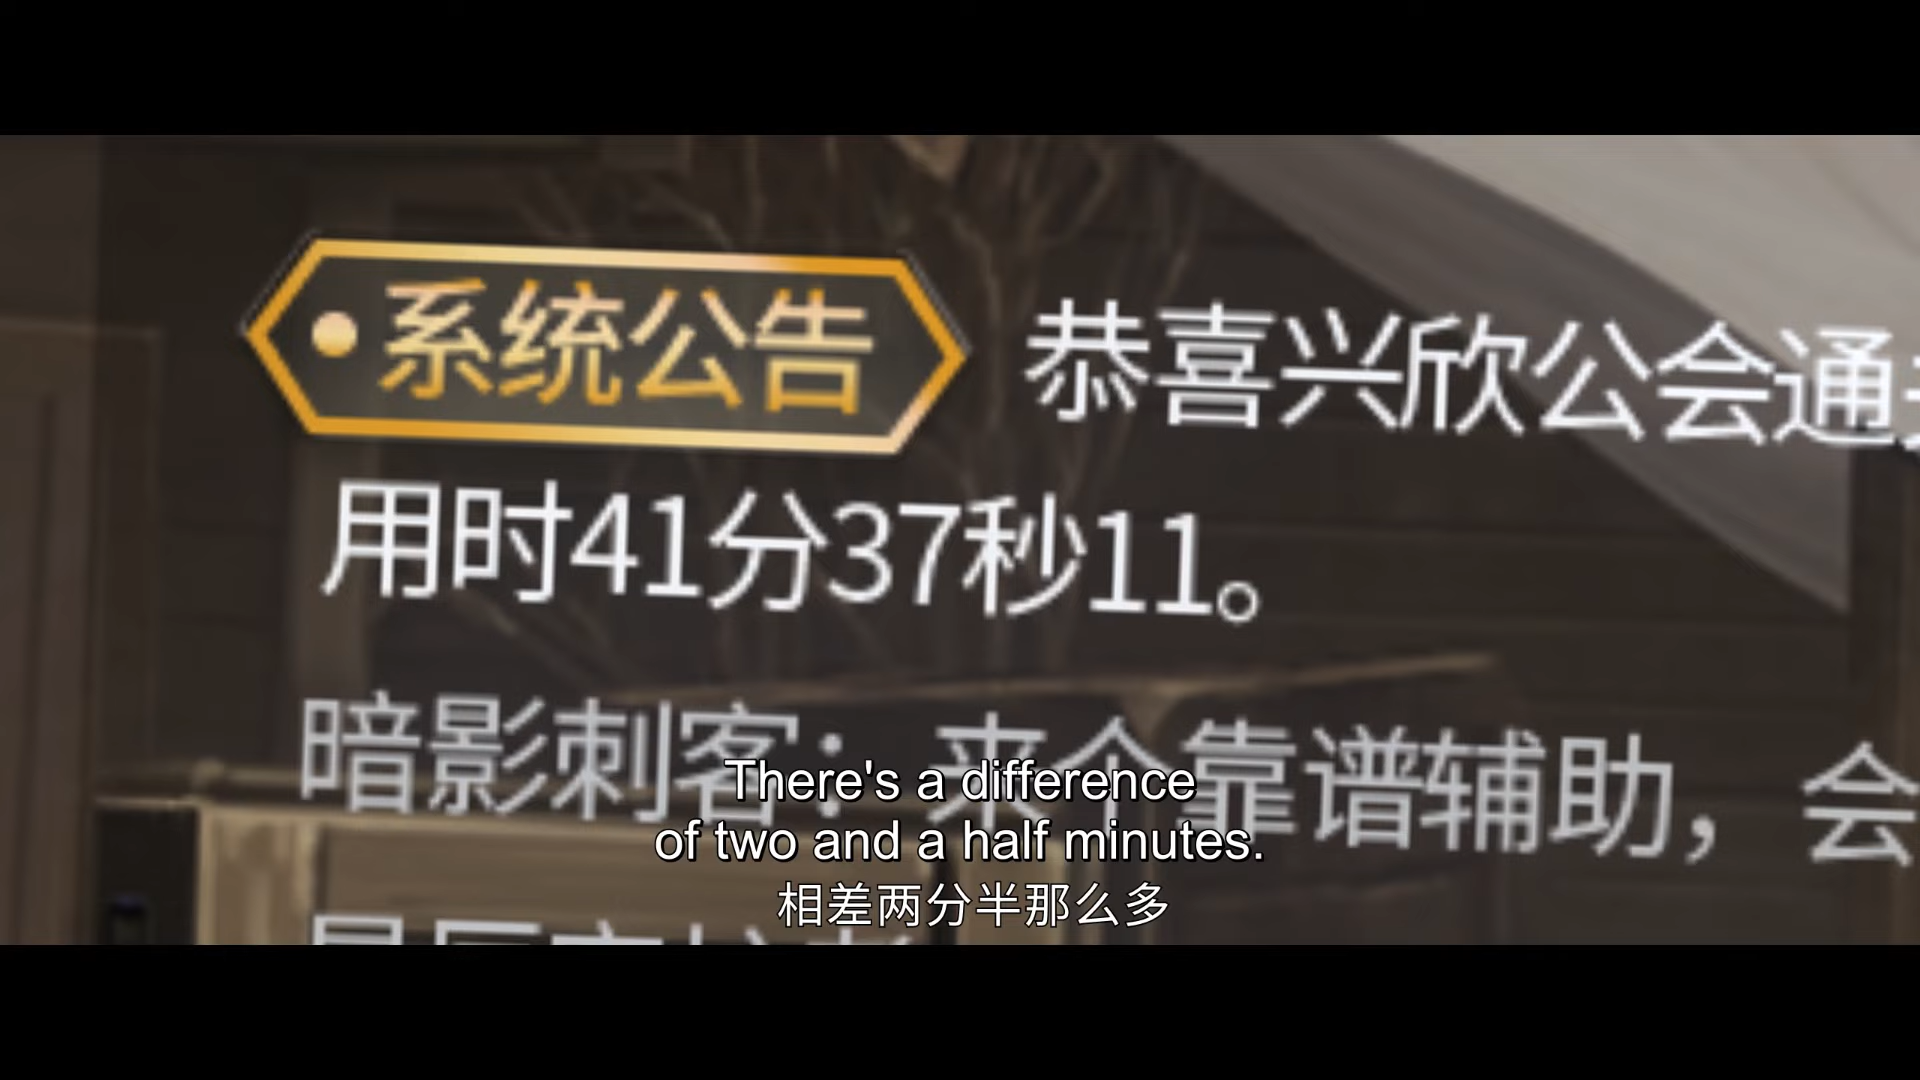 系统公告 恭喜兴欣公会通
用时41分37秒11。
暗影刺客：来个靠谱辅助，会
There's a difference
of two and a half minutes.
相差两分半那么多